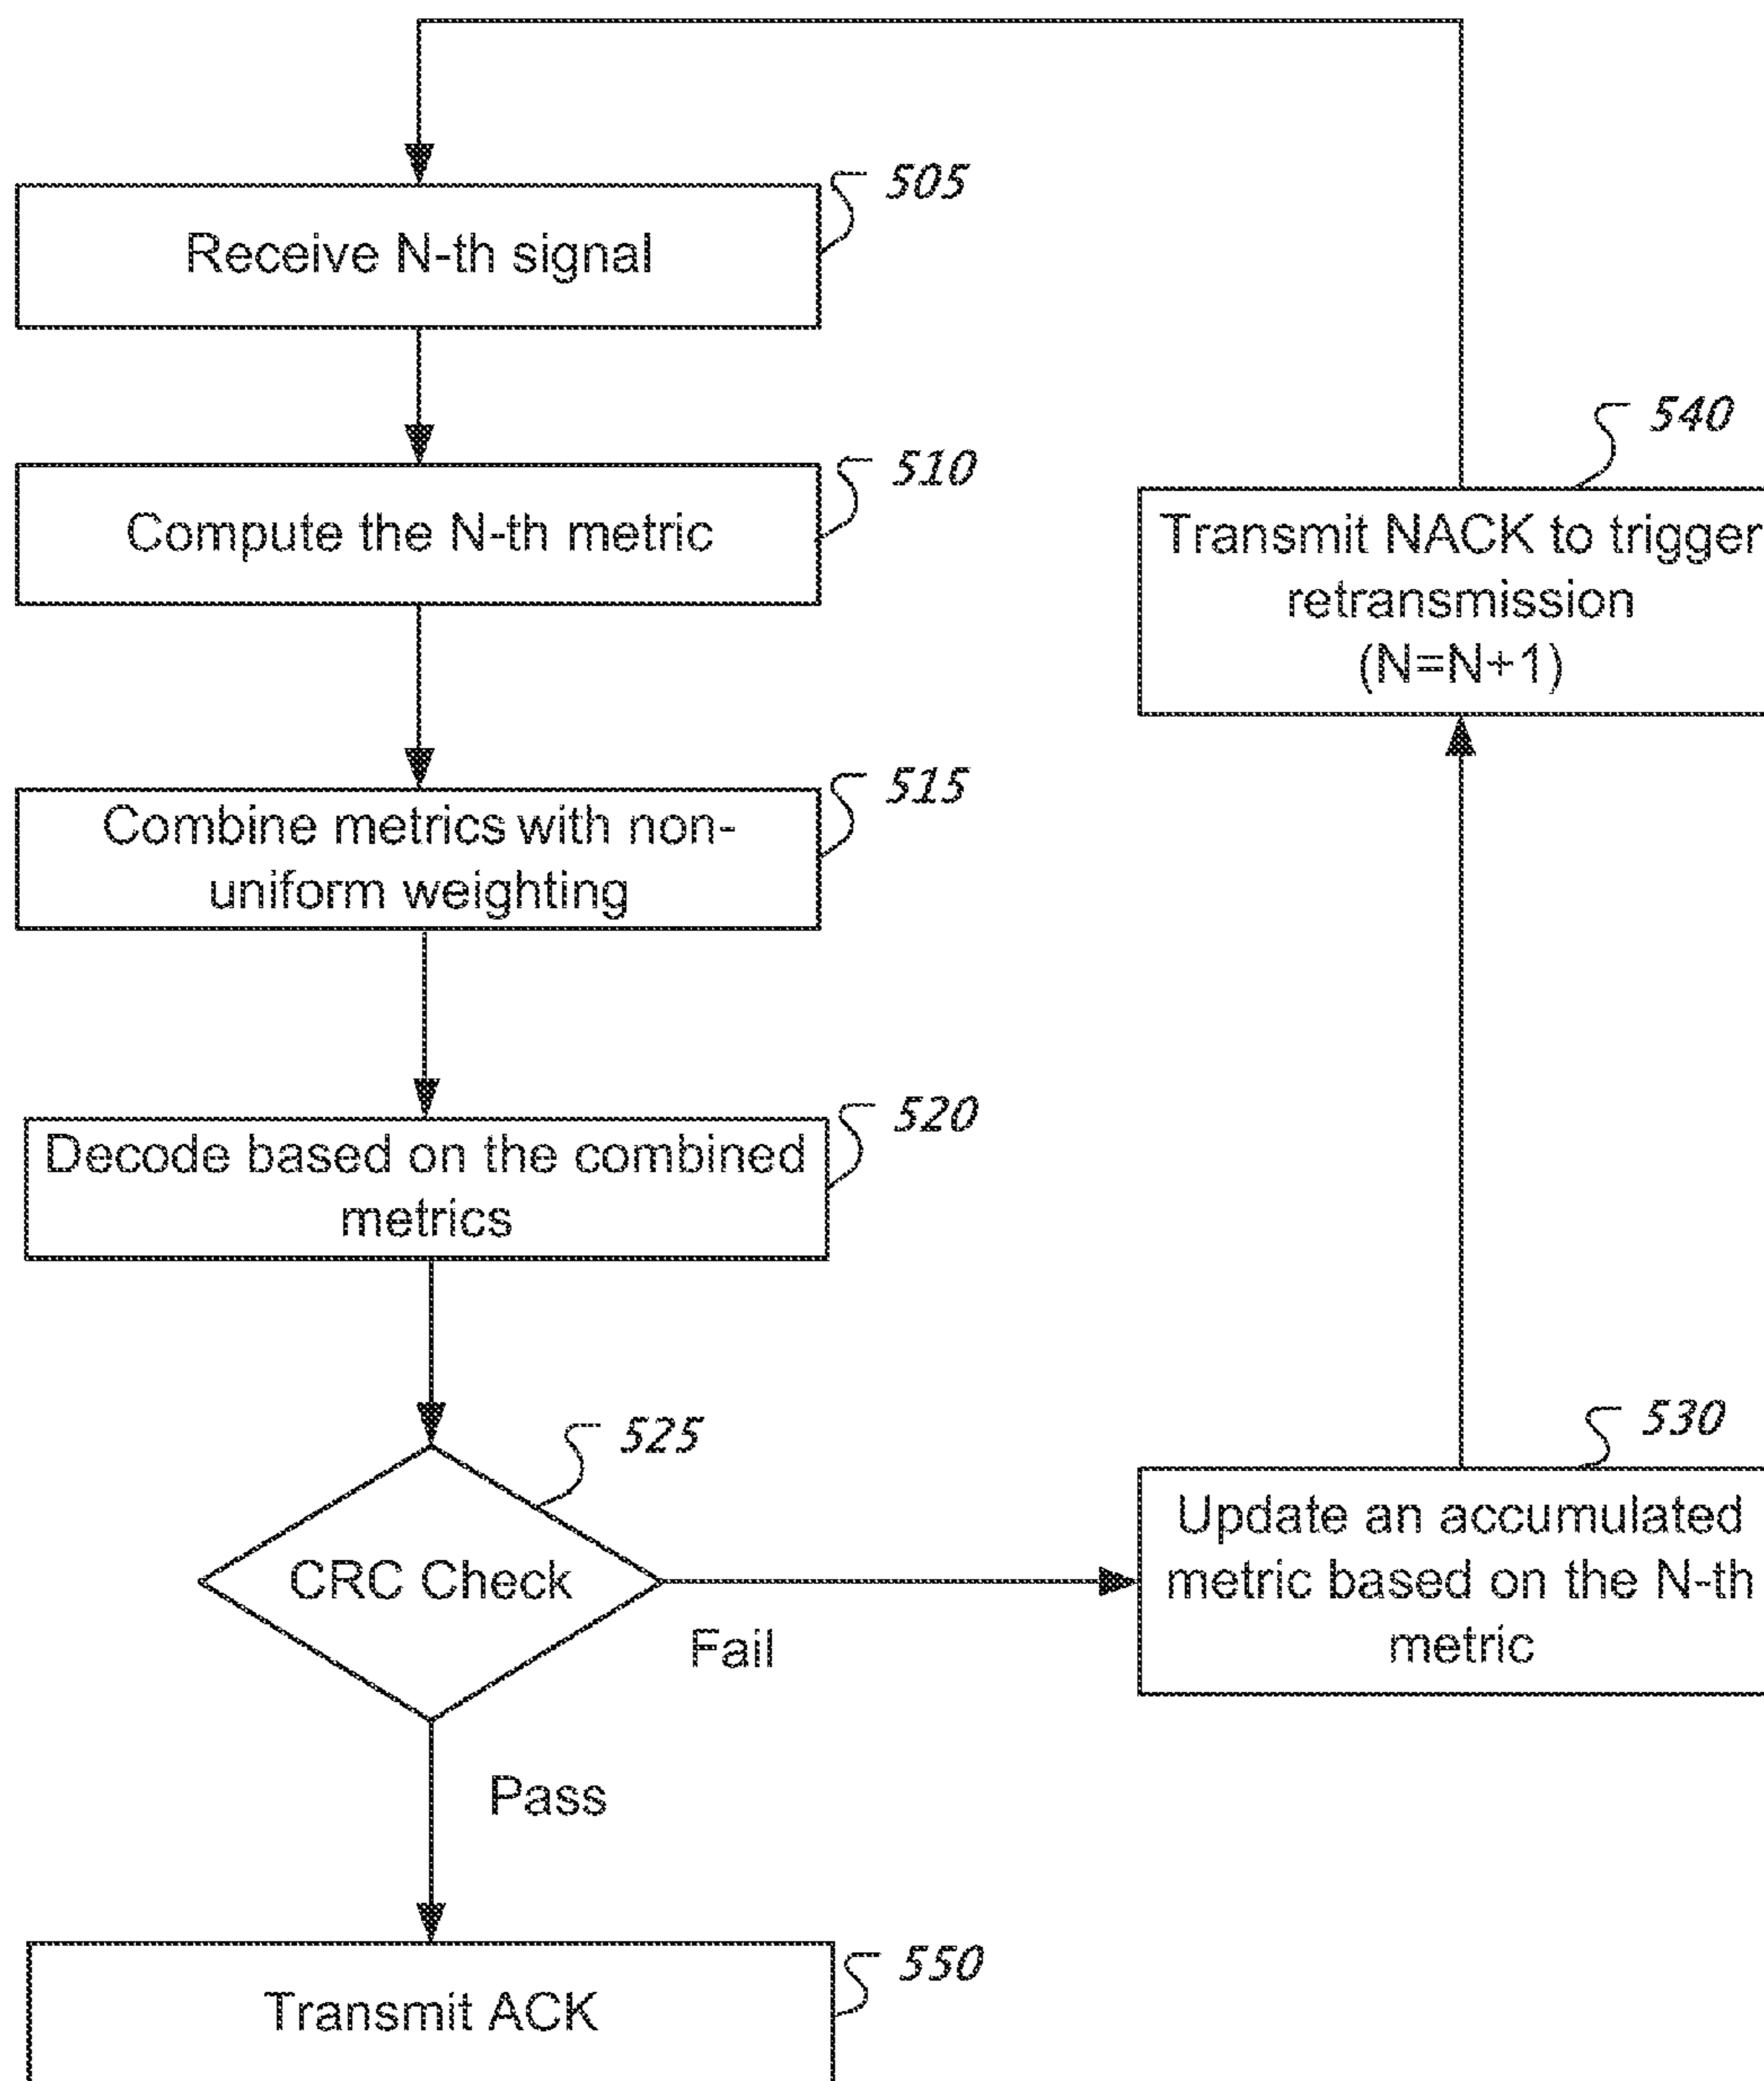 505
Receive N-th signal
510
Compute the N-th metric
515
Combine metrics with non-
uniform weighting
520
Decode based on the combined
metrics
525
CRC Check
Fail
Pass
530
Update an accumulated
metric based on the N-th
metric
540
Transmit NACK to trigger
retransmission
(N=N+1)
550
Transmit ACK